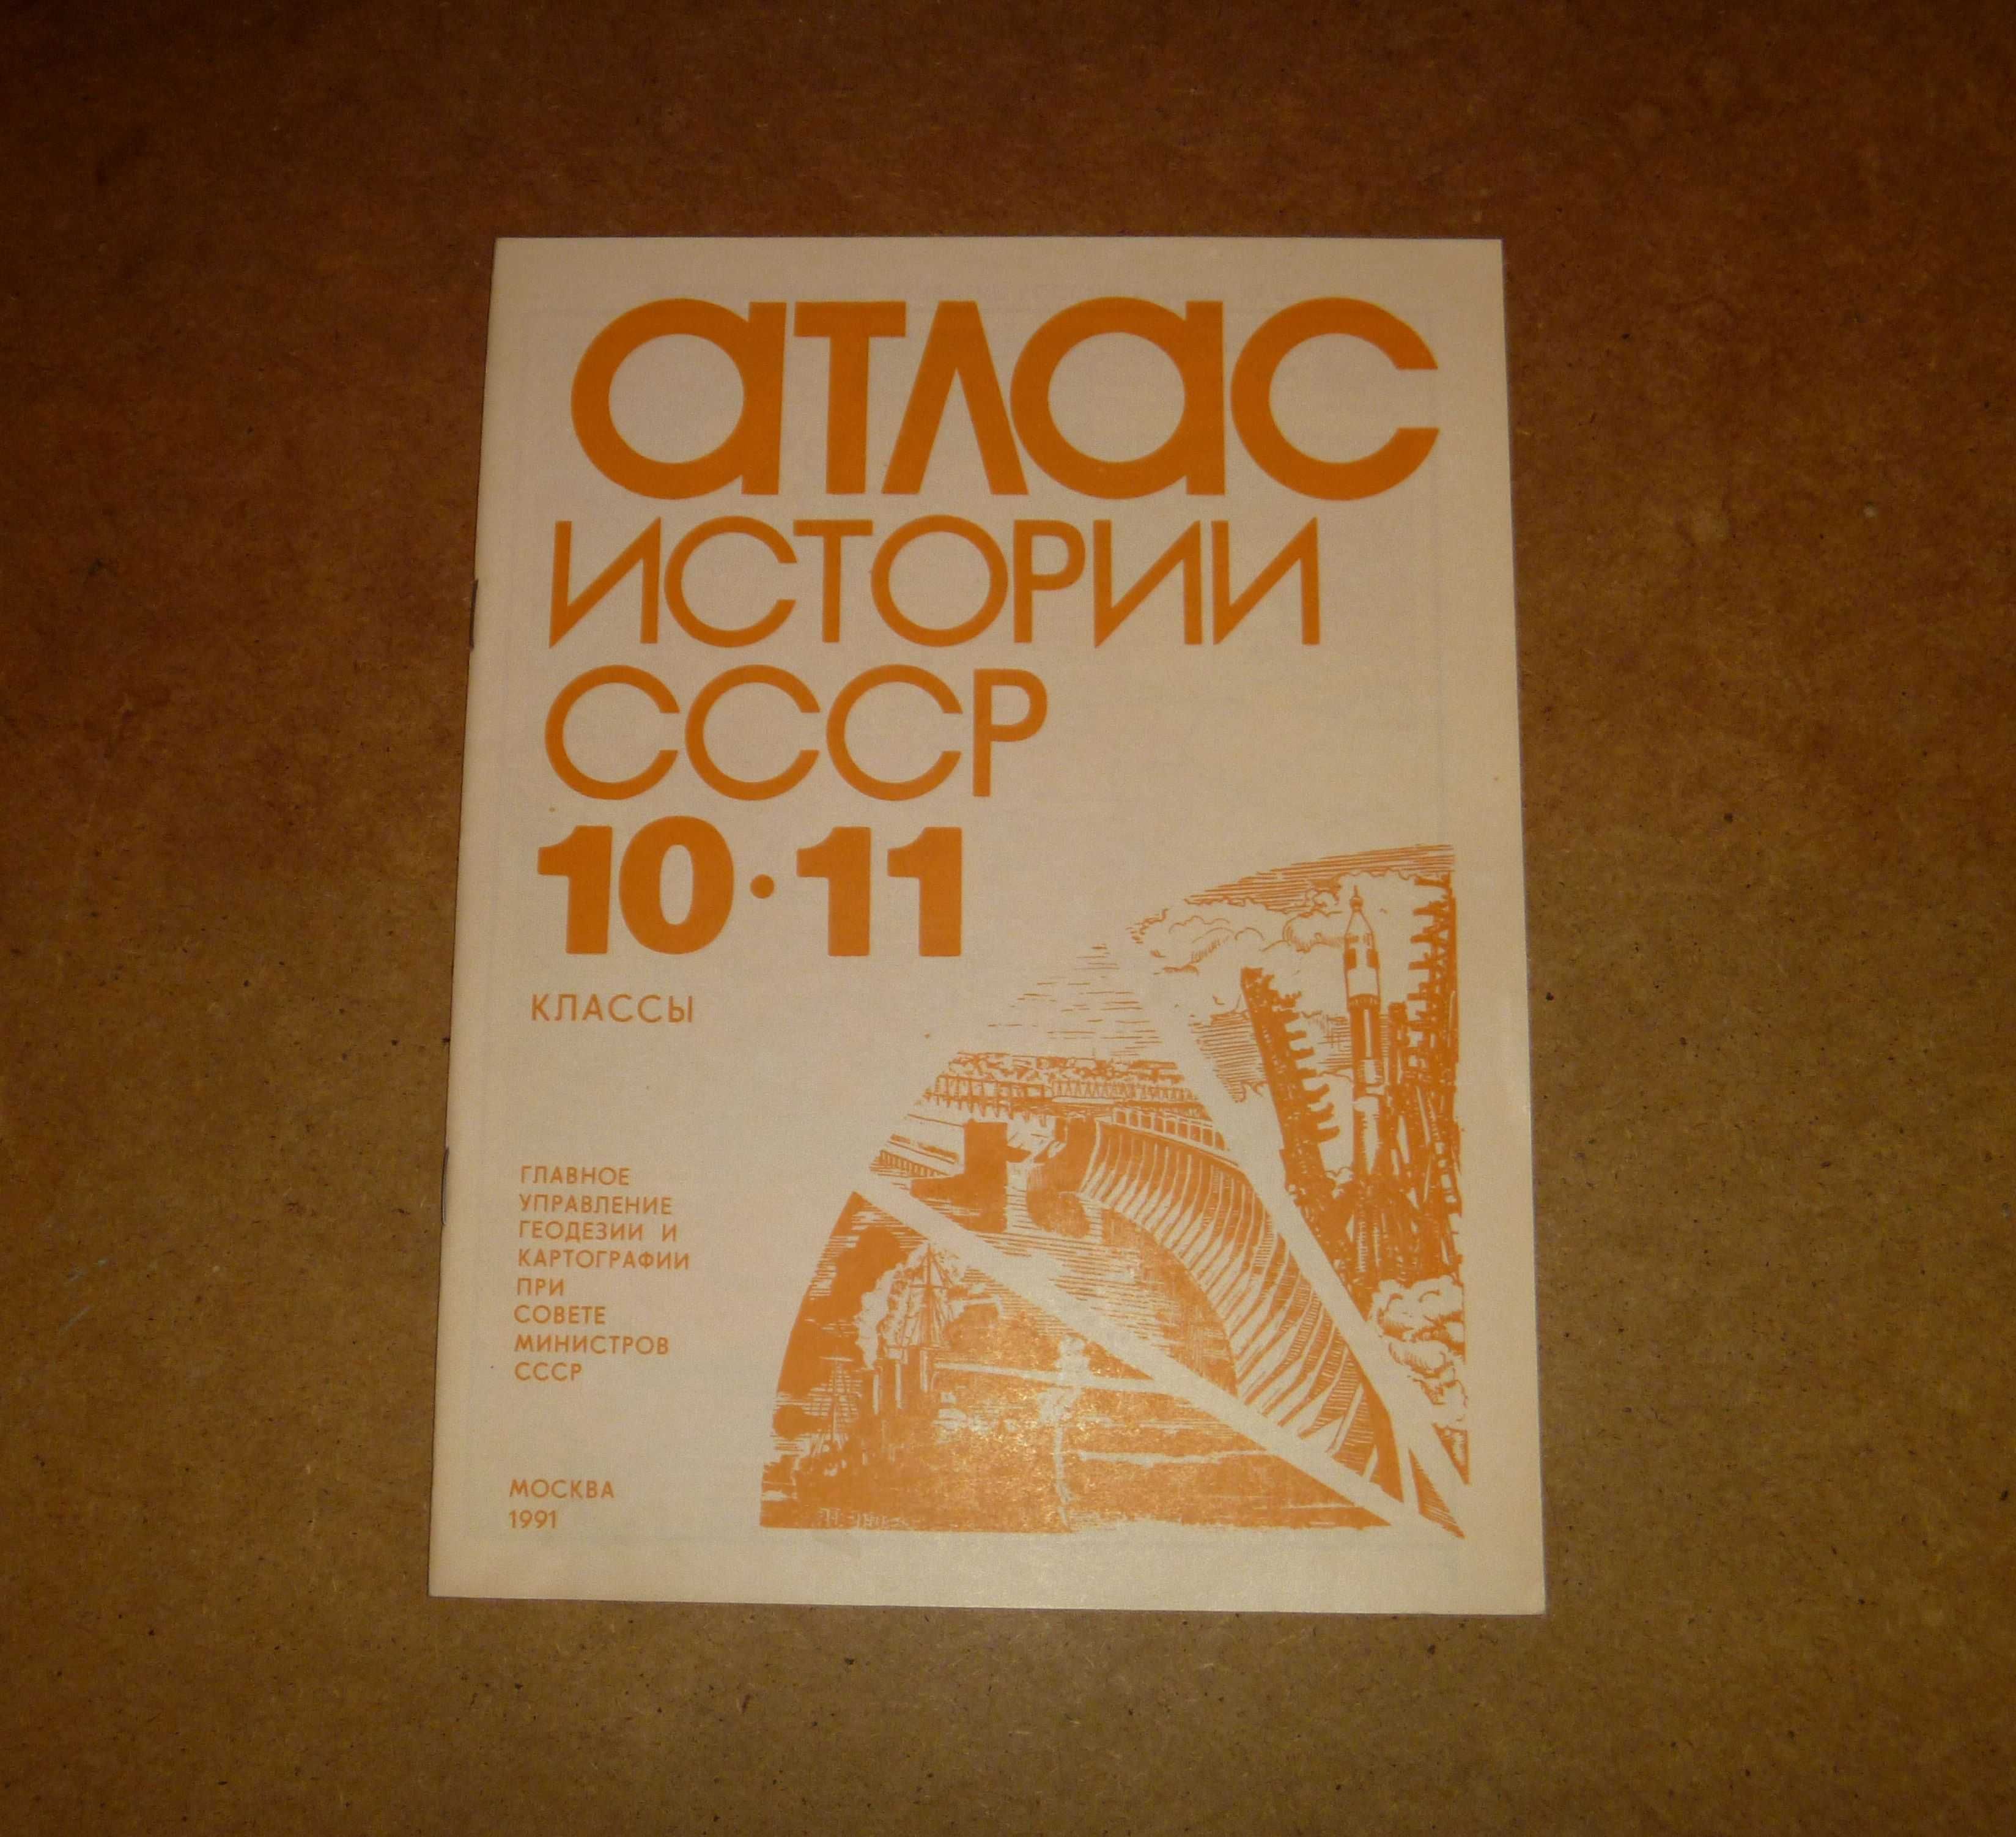 атлас
ИСТОРИИ
СССР
10·11
КЛАССЫ
ГЛАВНОЕ
УПРАВЛЕНИЕ
ГЕОДЕЗИИ И
КАРТОГРАФИИ
ПРИ
СОВЕТЕ
МИНИСТРОВ
СССР
МОСКВА
1991